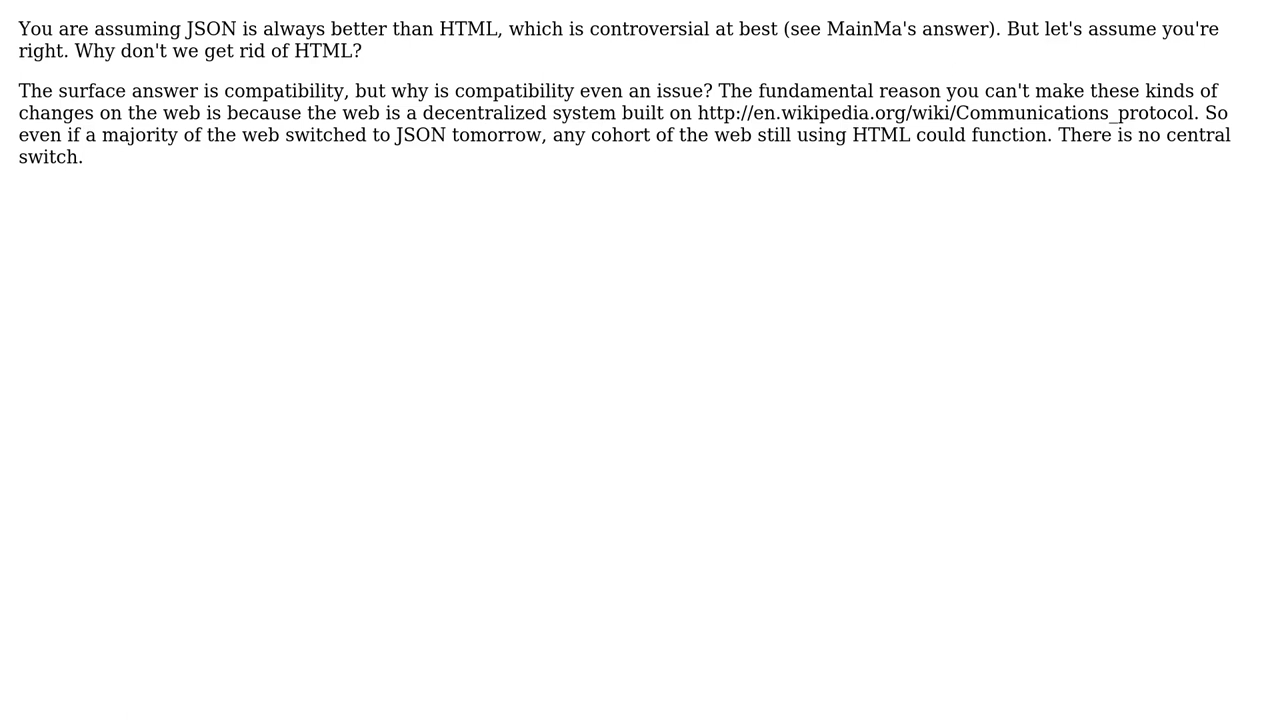 You are assuming JSON is always better than HTML, which is controversial at best (see MainMa's answer). But let's assume you're
right. Why don't we get rid of HTML?
The surface answer is compatibility, but why is compatibility even an issue? The fundamental reason you can't make these kinds of
changes on the web is because the web is a decentralized system built on http://en.wikipedia.org/wiki/Communications_protocol. So
even if a majority of the web switched to JSON tomorrow, any cohort of the web still using HTML could function. There is no central
switch.